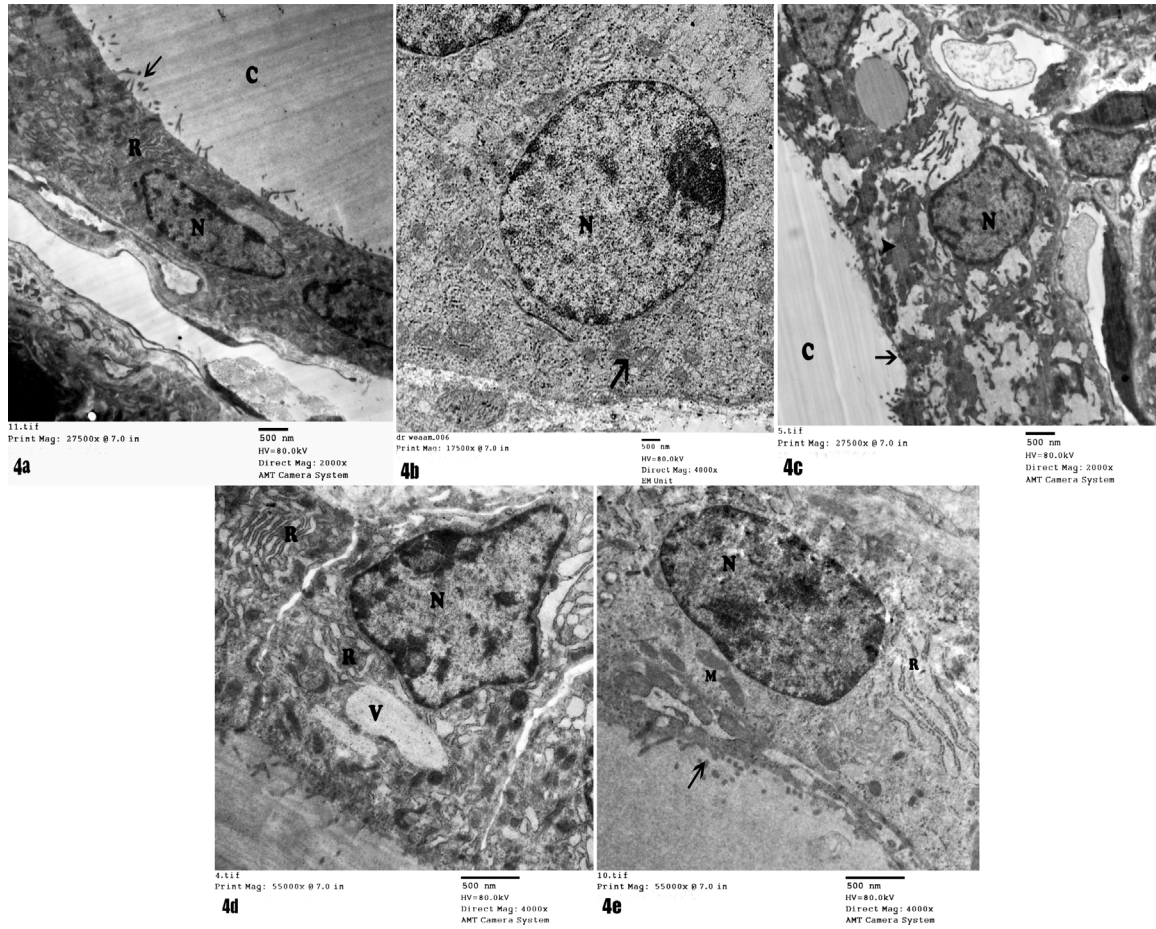 C
R
N
11.tif
Print Mag: 27500x @ 7.0 in
500 nm
HV=80.0kV
Direct Mag: 2000x
AMT Camera System
4a
N
dr weaam.006
Print Mag: 17500x @ 7.0 in
500 nm
HV=80.0kV
Direct Mag: 4000x
EM Unit
4b
N
C
5.tif
Print Mag: 27500x @ 7.0 in
500 nm
HV=80.0kV
Direct Mag: 2000x
AMT Camera System
4c
R
N
R
V
4.tif
Print Mag: 55000x @ 7.0 in
500 nm
HV=80.0kV
Direct Mag: 4000x
AMT Camera System
4d
N
M
R
10.tif
Print Mag: 55000x @ 7.0 in
500 nm
HV=80.0kV
Direct Mag: 4000x
AMT Camera System
4e